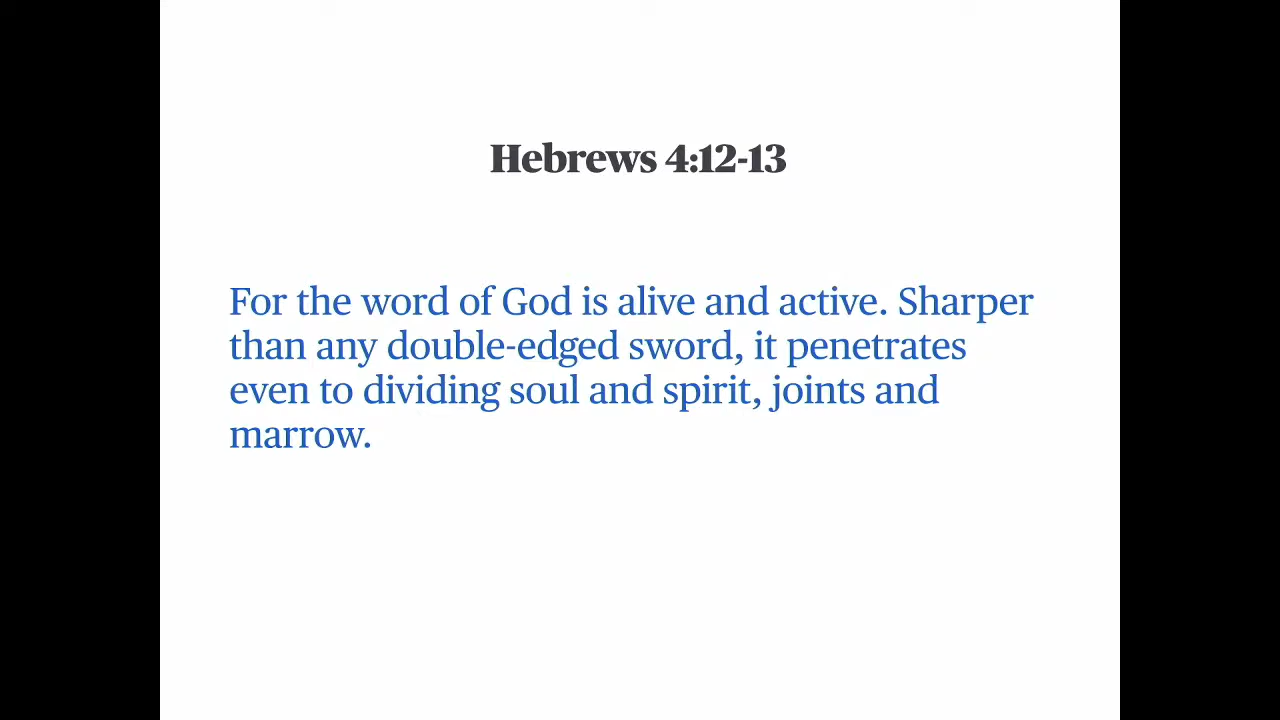 Hebrews 4:12-13
For the word of God is alive and active. Sharper
than any double-edged sword, it penetrates
even to dividing soul and spirit, joints and
marrow.